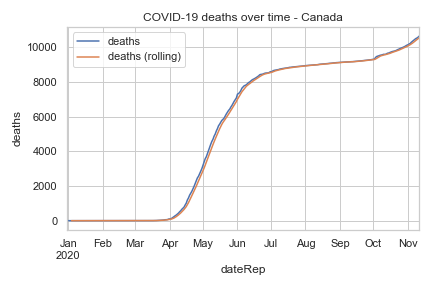 COVID-19 deaths over time - Canada
deaths
deaths (rolling)
10000
8000
6000
4000
2000
0
deaths
Jan Feb Mar Apr May Jun Jul Aug Sep Oct Nov
2020
dateRep